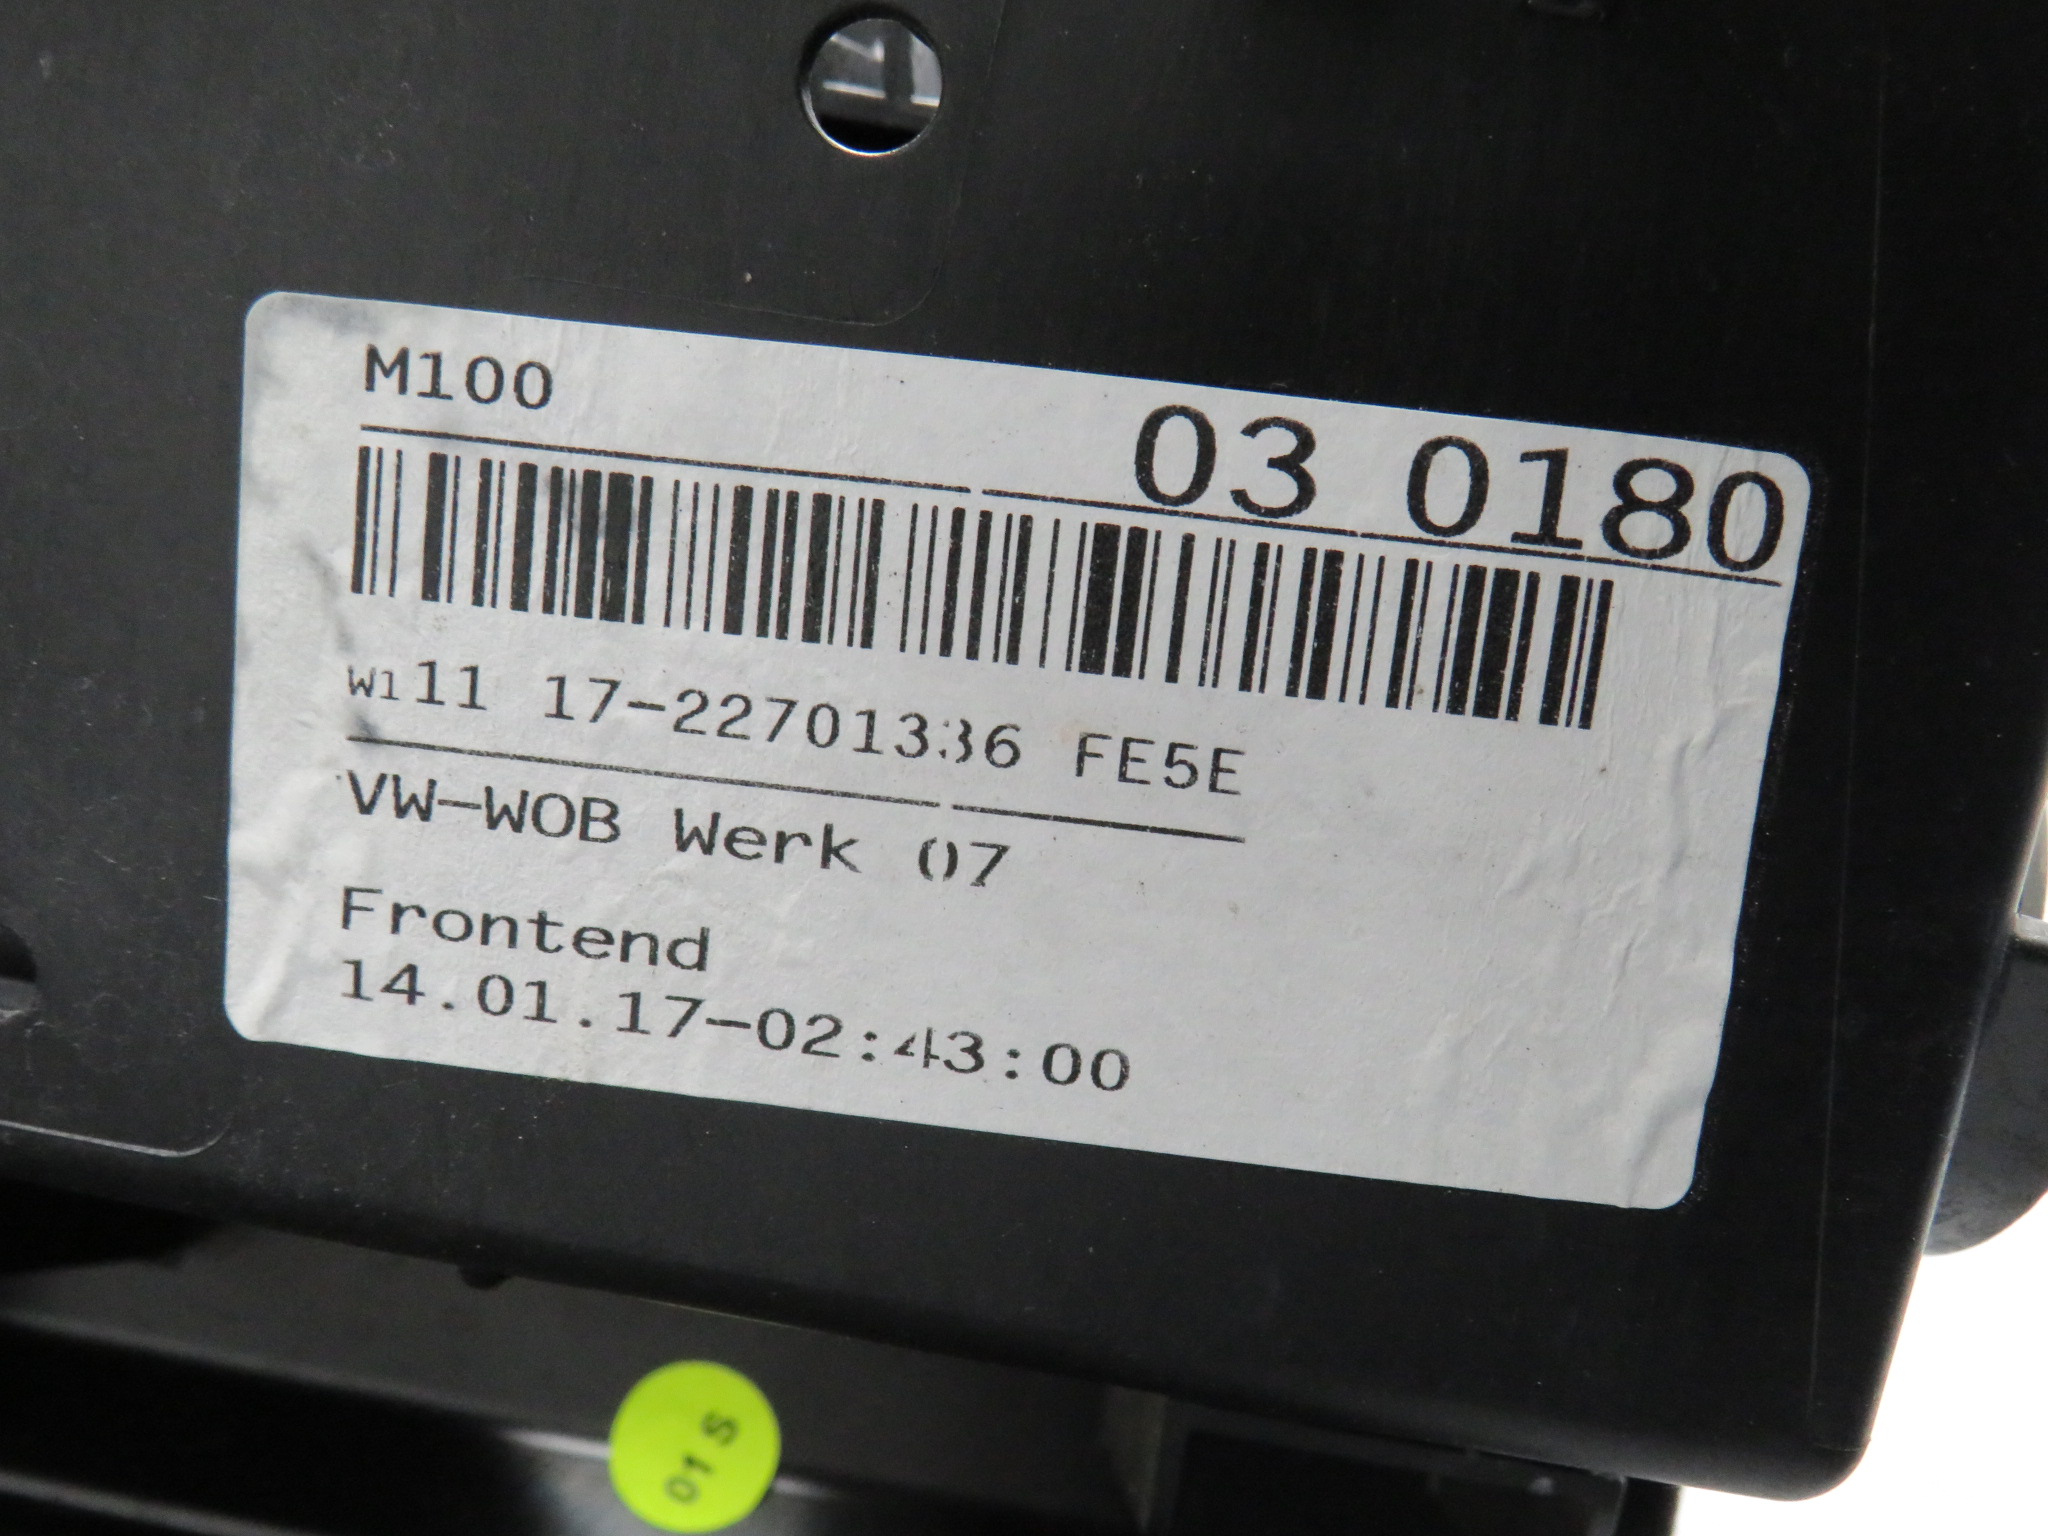 M100
03 0180
W111 17-22701336 FE5E
VW-WOB Werk 07
Frontend
14.01.17-02:43:00
01 S